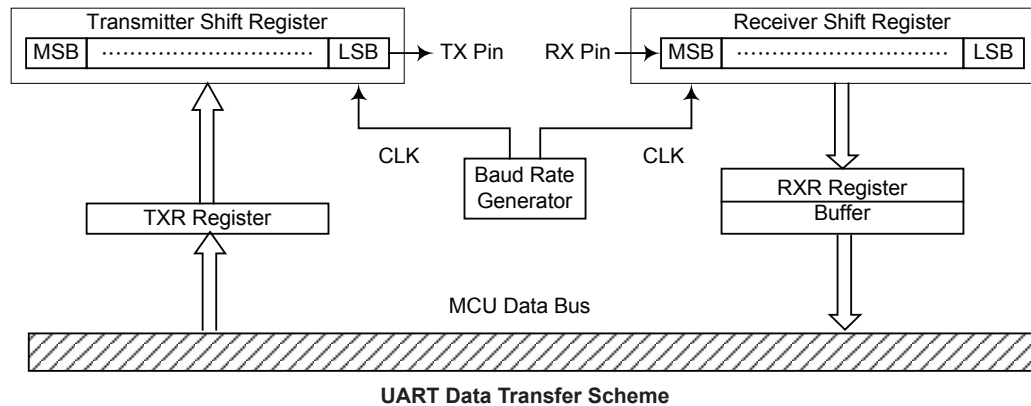 Transmitter Shift Register
MSB
LSB
TX Pin
RX Pin
Receiver Shift Register
MSB
LSB
CLK
CLK
Baud Rate
Generator
TXR Register
RXR Register
Buffer
MCU Data Bus
UART Data Transfer Scheme